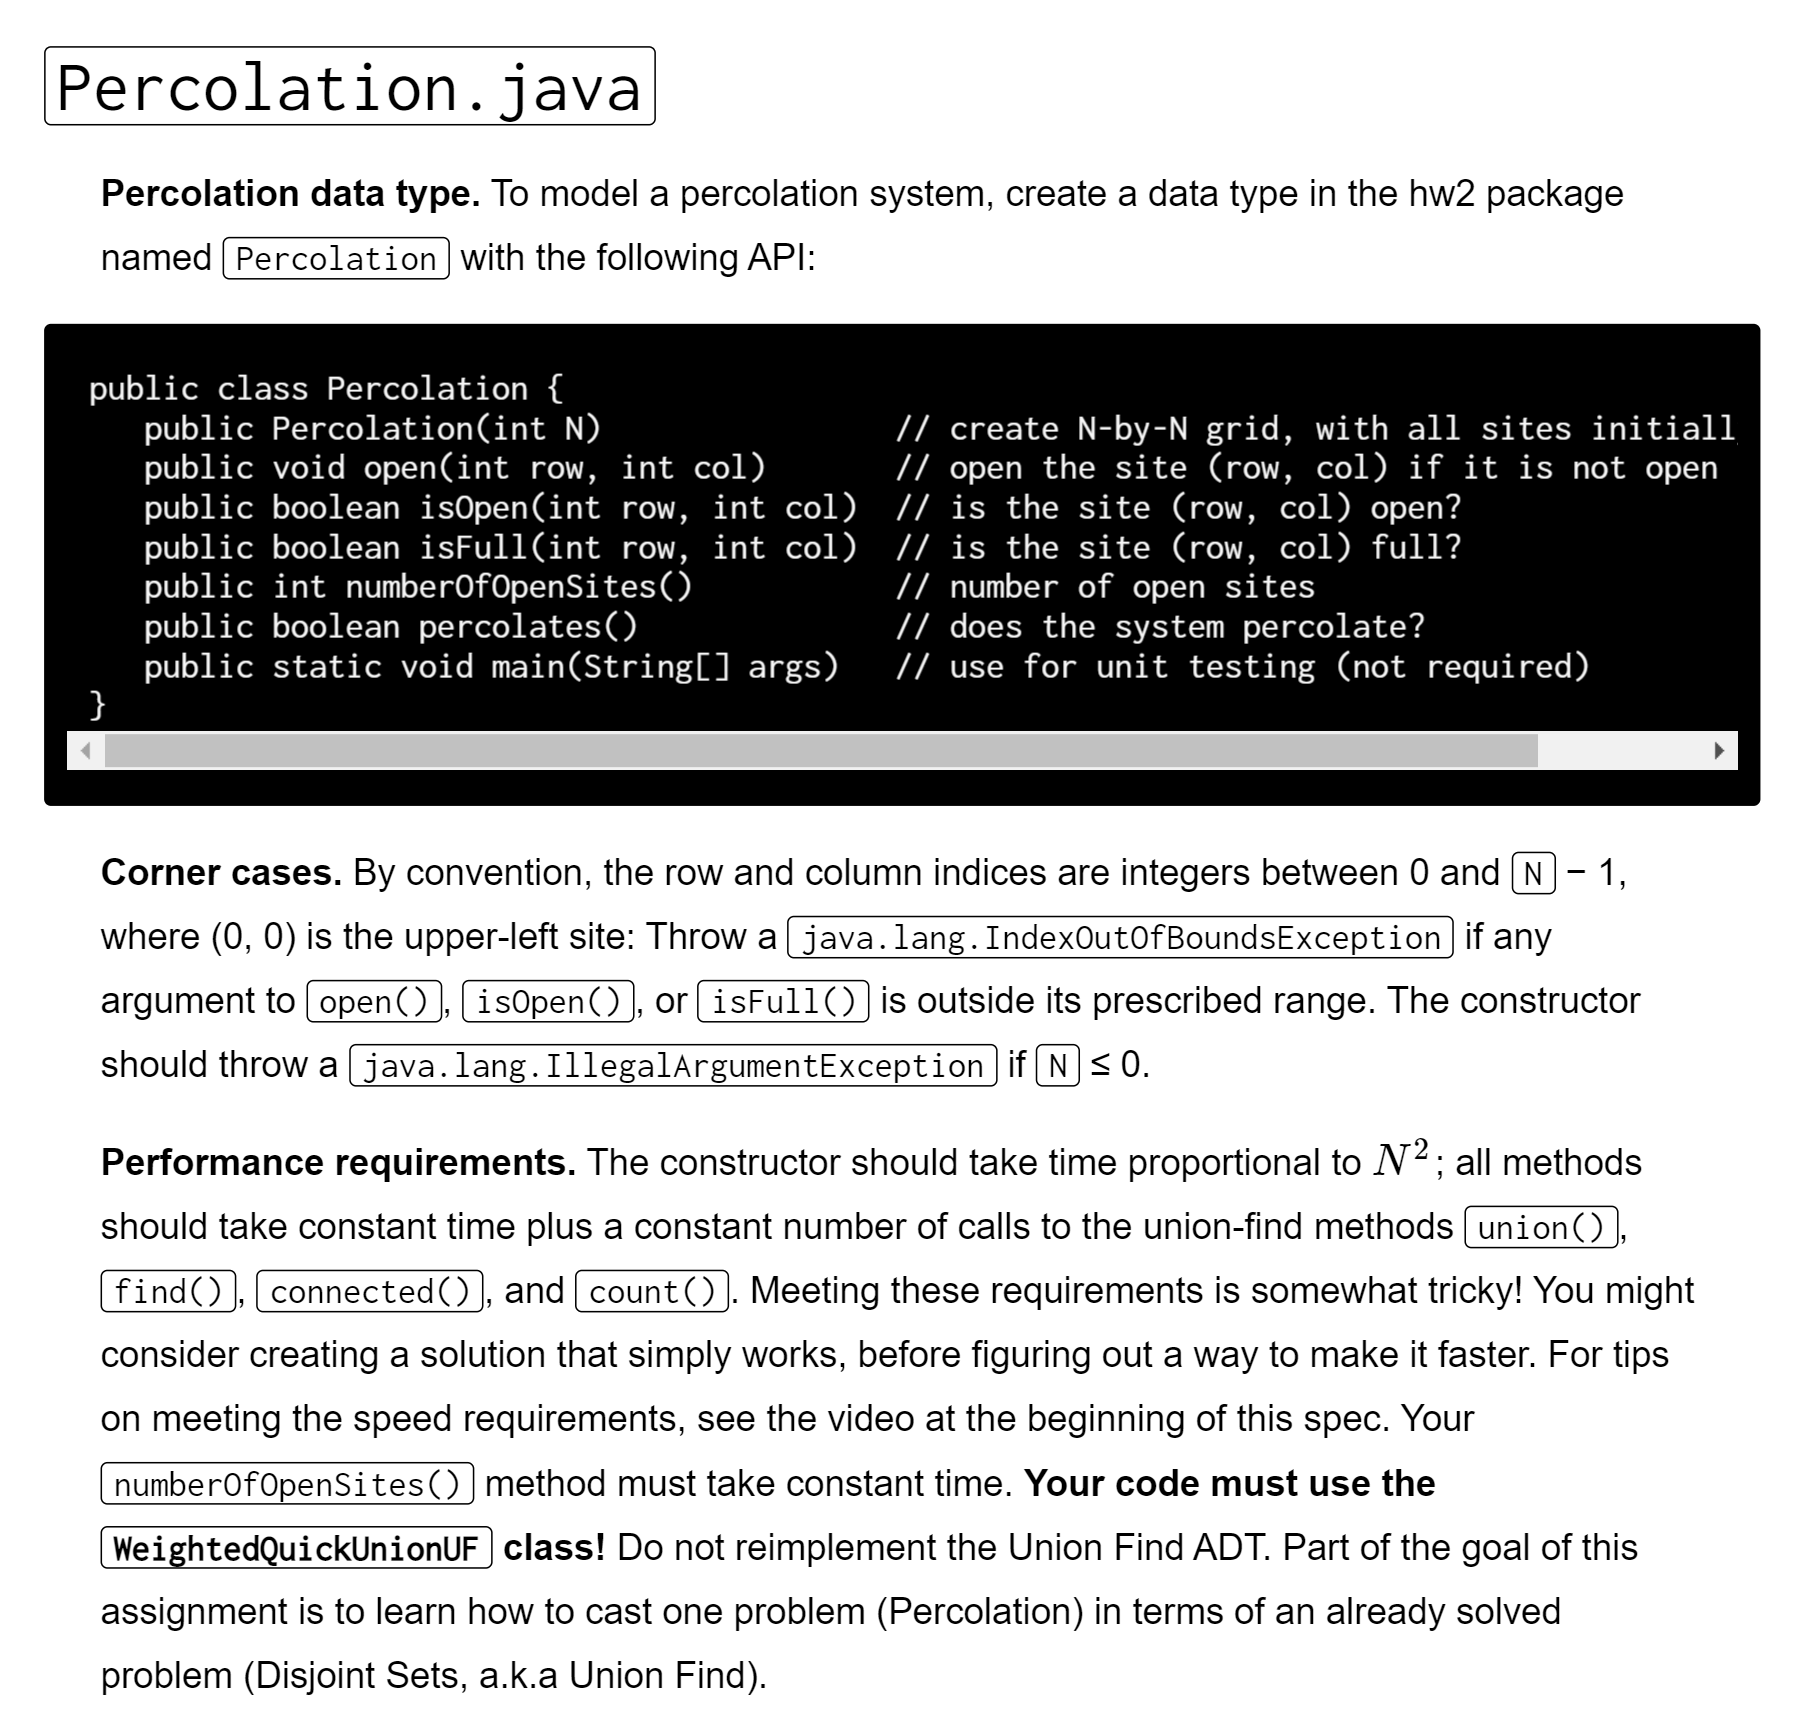 Percolation.java
Percolation data type. To model a percolation system, create a data type in the hw2 package
named Percolation with the following API:
public class Percolation {
   public Percolation(int N)                // create N-by-N grid, with all sites initiall
   public void open(int row, int col)       // open the site (row, col) if it is not open
   public boolean isOpen(int row, int col)  // is the site (row, col) open?
   public boolean isFull(int row, int col)  // is the site (row, col) full?
   public int numberOfOpenSites()           // number of open sites
   public boolean percolates()              // does the system percolate?
   public static void main(String[] args)   // use for unit testing (not required)
}
Corner cases. By convention, the row and column indices are integers between 0 and N − 1,
where (0, 0) is the upper-left site: Throw a java.lang.IndexOutOfBoundsException if any
argument to open(), isOpen(), or isFull() is outside its prescribed range. The constructor
should throw a java.lang.IllegalArgumentException if N ≤ 0.
Performance requirements. The constructor should take time proportional to N²; all methods
should take constant time plus a constant number of calls to the union-find methods union(),
find(), connected(), and count(). Meeting these requirements is somewhat tricky! You might
consider creating a solution that simply works, before figuring out a way to make it faster. For tips
on meeting the speed requirements, see the video at the beginning of this spec. Your
numberOfOpenSites() method must take constant time. Your code must use the
WeightedQuickUnionUF class! Do not reimplement the Union Find ADT. Part of the goal of this
assignment is to learn how to cast one problem (Percolation) in terms of an already solved
problem (Disjoint Sets, a.k.a Union Find).